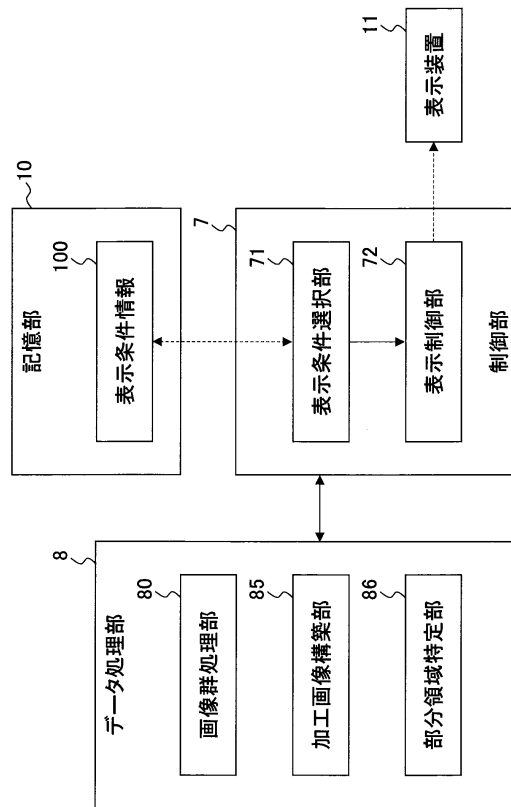 8
データ処理部
80
画像群処理部
85
加工画像構築部
86
部分領域特定部
10
記憶部
100
表示条件情報
7
71
表示条件選択部
72
表示制御部
制御部
11
表示装置